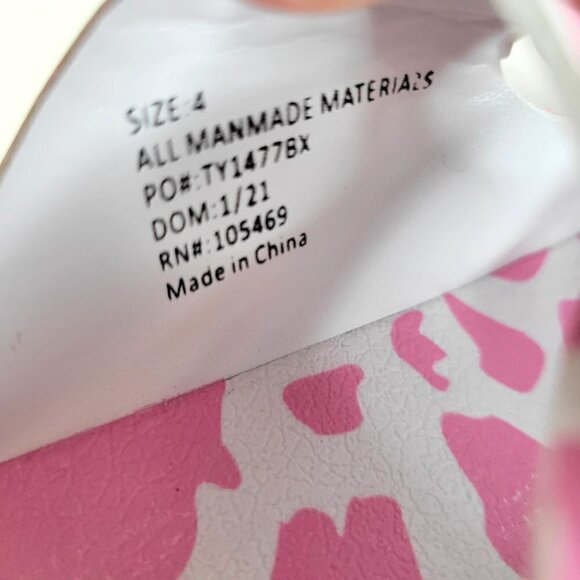 SIZE:4
ALL MANMADE MATERIALS
PO#:TY1477BX
DOM:1/21
RN#:105469
Made in China